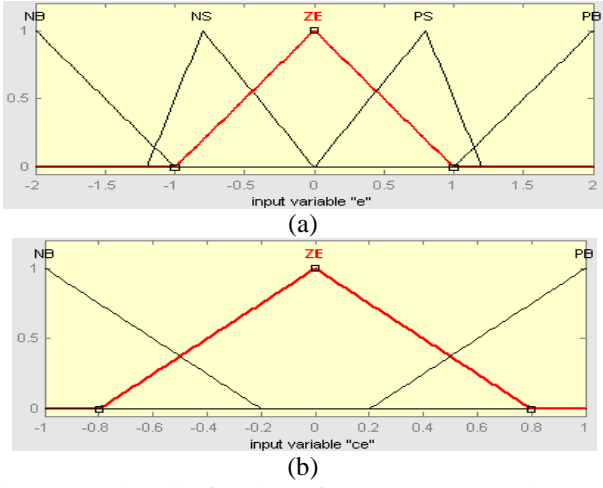 NB NS ZE PS PB
1
0.5
0
-2 -1.5 -1 -0.5 0 0.5 1 1.5 2
input variable "e"
(a)
NB ZE PB
1
0.5
0
-1 -0.8 -0.6 -0.4 -0.2 0 0.2 0.4 0.6 0.8 1
input variable "ce"
(b)